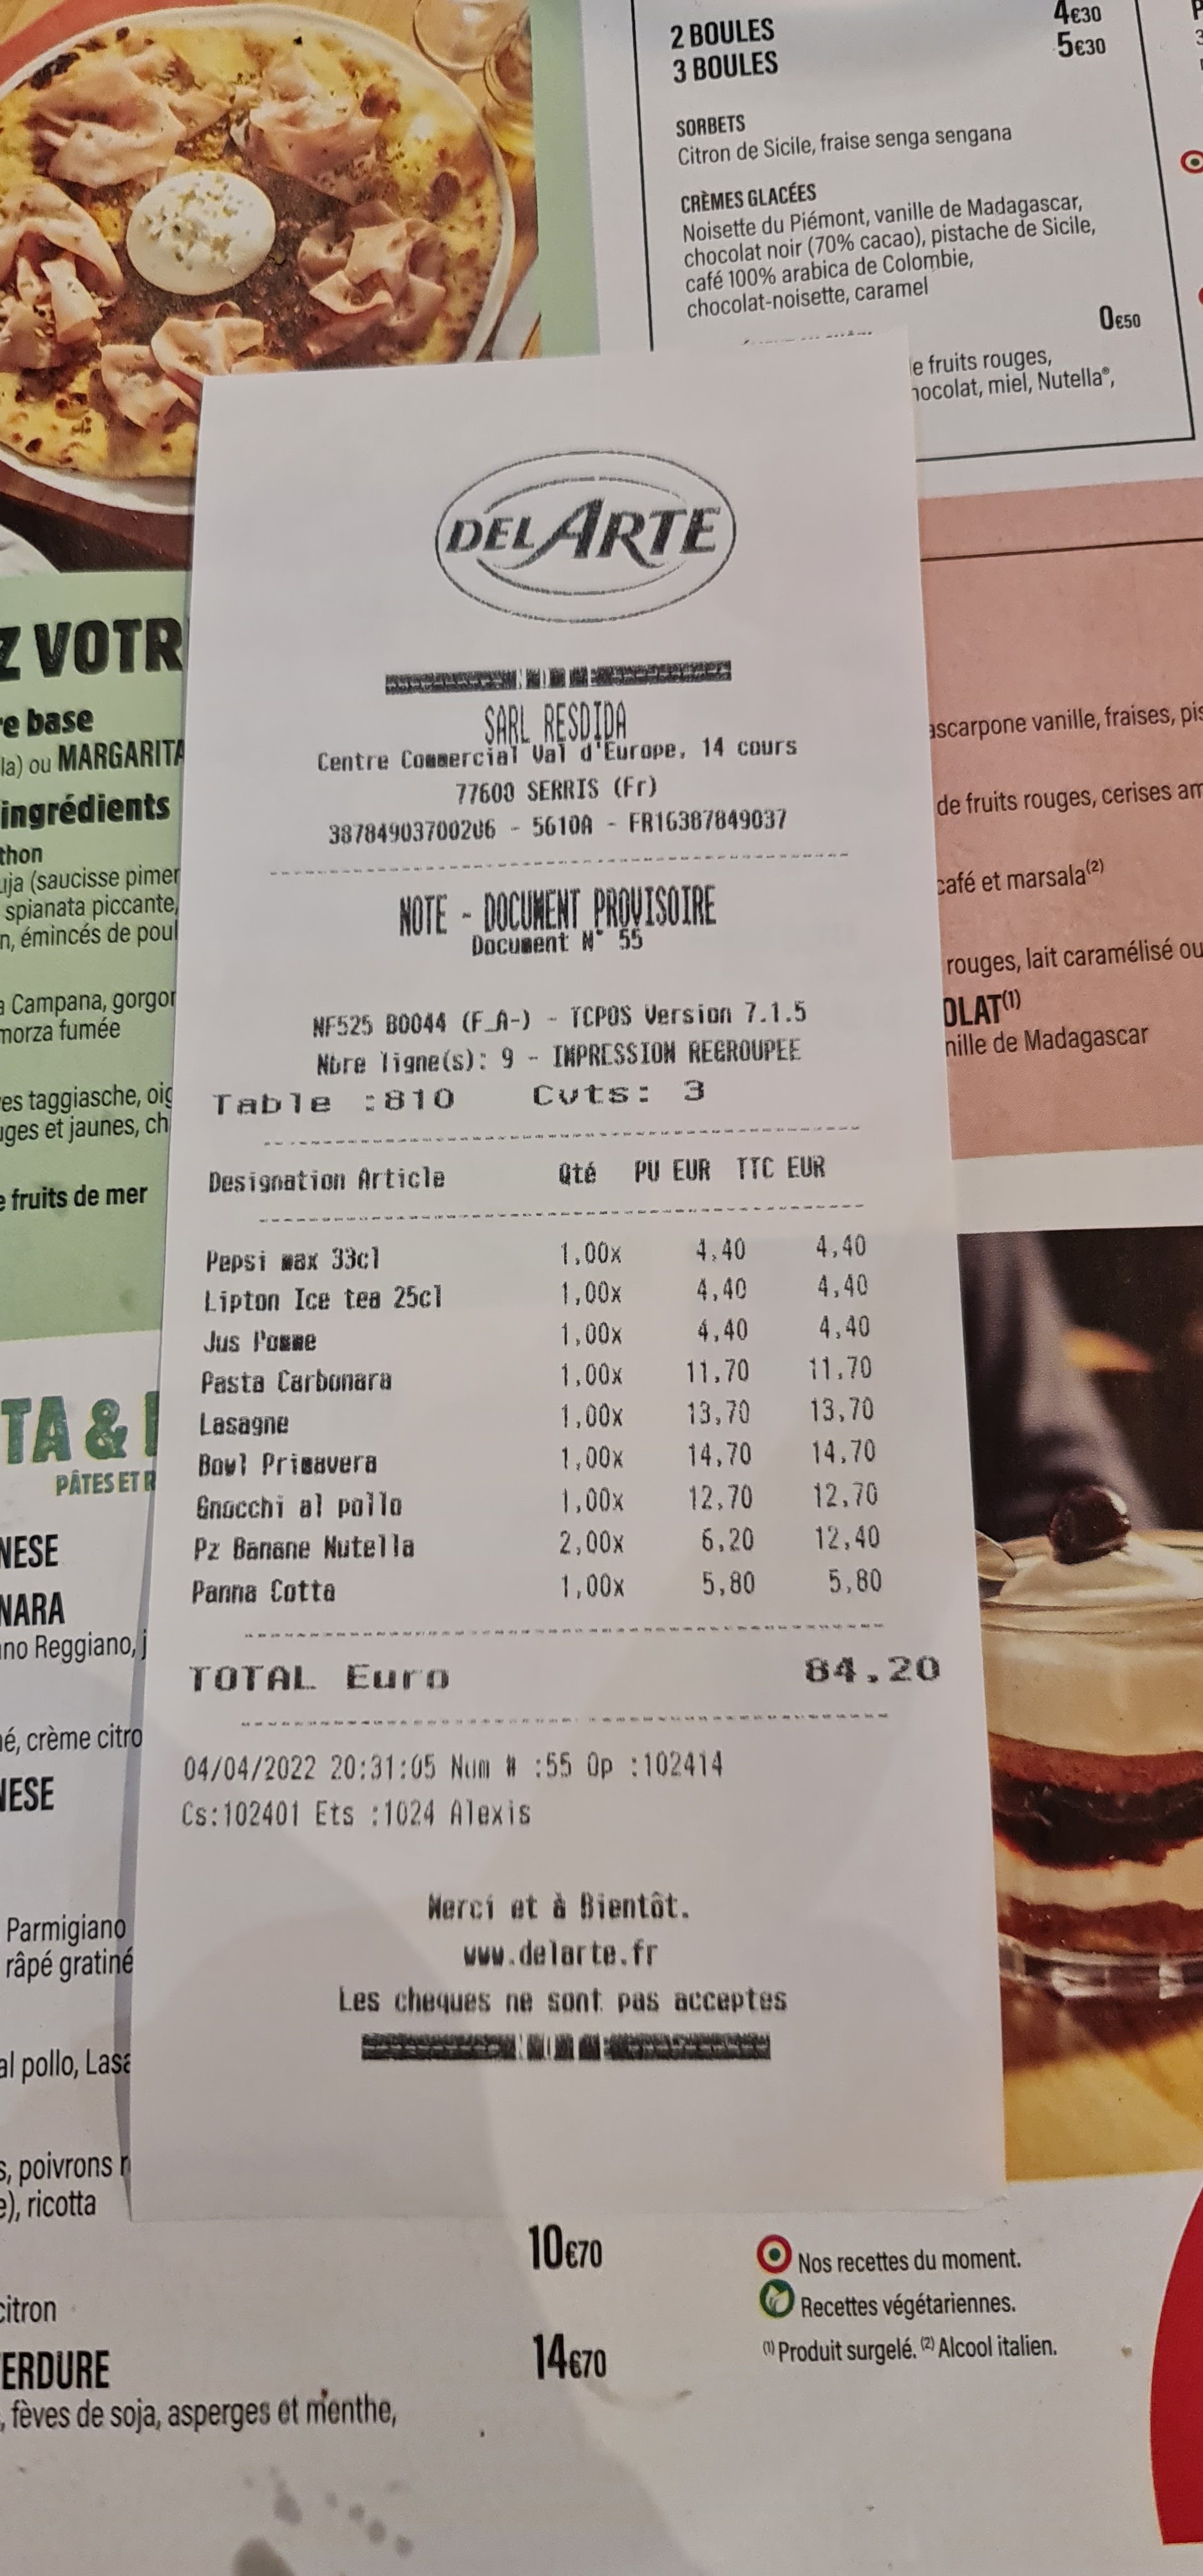 2 BOULES 4€30
3 BOULES 5€30
SORBETS
Citron de Sicile, fraise senga sengana
CRÈMES GLACÉES
Noisette du Piémont, vanille de Madagascar,
chocolat noir (70% cacao), pistache de Sicile,
café 100% arabica de Colombie,
chocolat-noisette, caramel
0€50
e fruits rouges,
hocolat, miel, Nutella®,
DEL ARTE
SARL RESDIDA
Centre Commercial Val d'Europe, 14 cours
77600 SERRIS (Fr)
38784903700206 - 5610A - FR16387849037
NOTE - DOCUMENT PROVISOIRE
Document N° 55
NF525 B0044 (F_A-) - TCPOS Version 7.1.5
Nbre ligne(s): 9 - IMPRESSION REGROUPEE
Table :810 Cvts: 3
Designation Article Qté PU EUR TTC EUR
Pepsi max 33cl 1,00x 4,40 4,40
Lipton Ice tea 25cl 1,00x 4,40 4,40
Jus Pomme 1,00x 4,40 4,40
Pasta Carbonara 1,00x 11,70 11,70
Lasagne 1,00x 13,70 13,70
Bowl Primavera 1,00x 14,70 14,70
Gnocchi al pollo 1,00x 12,70 12,70
Pz Banane Nutella 2,00x 6,20 12,40
Panna Cotta 1,00x 5,80 5,80
TOTAL Euro 84.20
04/04/2022 20:31:05 Num # :55 Op :102414
Cs:102401 Ets :1024 Alexis
Merci et à Bientôt.
www.delarte.fr
Les cheques ne sont pas acceptes
Z VOTR
re base
la) ou MARGARITA
ingrédients
thon
uja (saucisse pimen
spianata piccante,
n, émincés de poul
a Campana, gorgon
morza fumée
es taggiasche, oig
uges et jaunes, ch
e fruits de mer
TA &
PÂTES ET R
NESE
NARA
no Reggiano, j
é, crème citro
NESE
Parmigiano
râpé gratiné
al pollo, Lasa
s, poivrons r
e), ricotta
10€70
citron
ERDURE 14€70
, fèves de soja, asperges et menthe,
ascarpone vanille, fraises, pis
de fruits rouges, cerises am
café et marsala(2)
rouges, lait caramélisé ou
OLAT(1)
nille de Madagascar
Nos recettes du moment.
Recettes végétariennes.
(1) Produit surgelé. (2) Alcool italien.